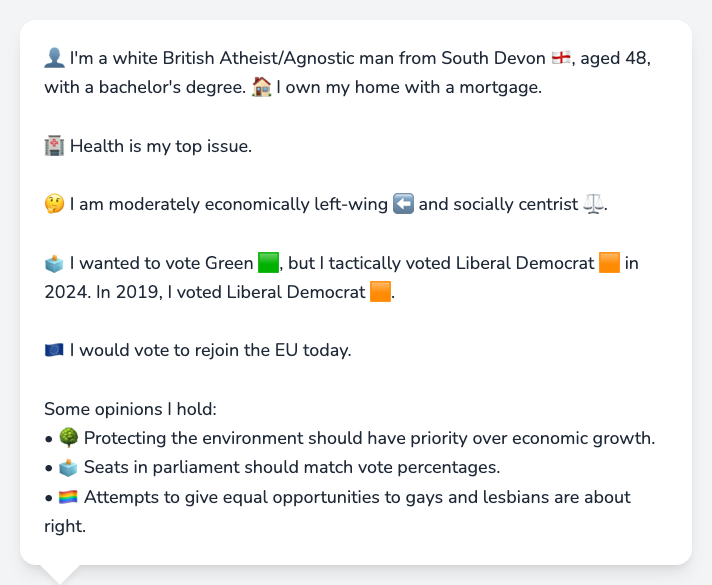 👤 I'm a white British Atheist/Agnostic man from South Devon 🏴󠁧󠁢󠁥󠁮󠁧󠁿, aged 48,
with a bachelor's degree. 🏠 I own my home with a mortgage.
🏥 Health is my top issue.
🤔 I am moderately economically left-wing ⬅️ and socially centrist ⚖️.
🗳️ I wanted to vote Green 🟩, but I tactically voted Liberal Democrat 🟧 in
2024. In 2019, I voted Liberal Democrat 🟧.
🇪🇺 I would vote to rejoin the EU today.
Some opinions I hold:
• 🌳 Protecting the environment should have priority over economic growth.
• 🗳️ Seats in parliament should match vote percentages.
• 🏳️‍🌈 Attempts to give equal opportunities to gays and lesbians are about
right.